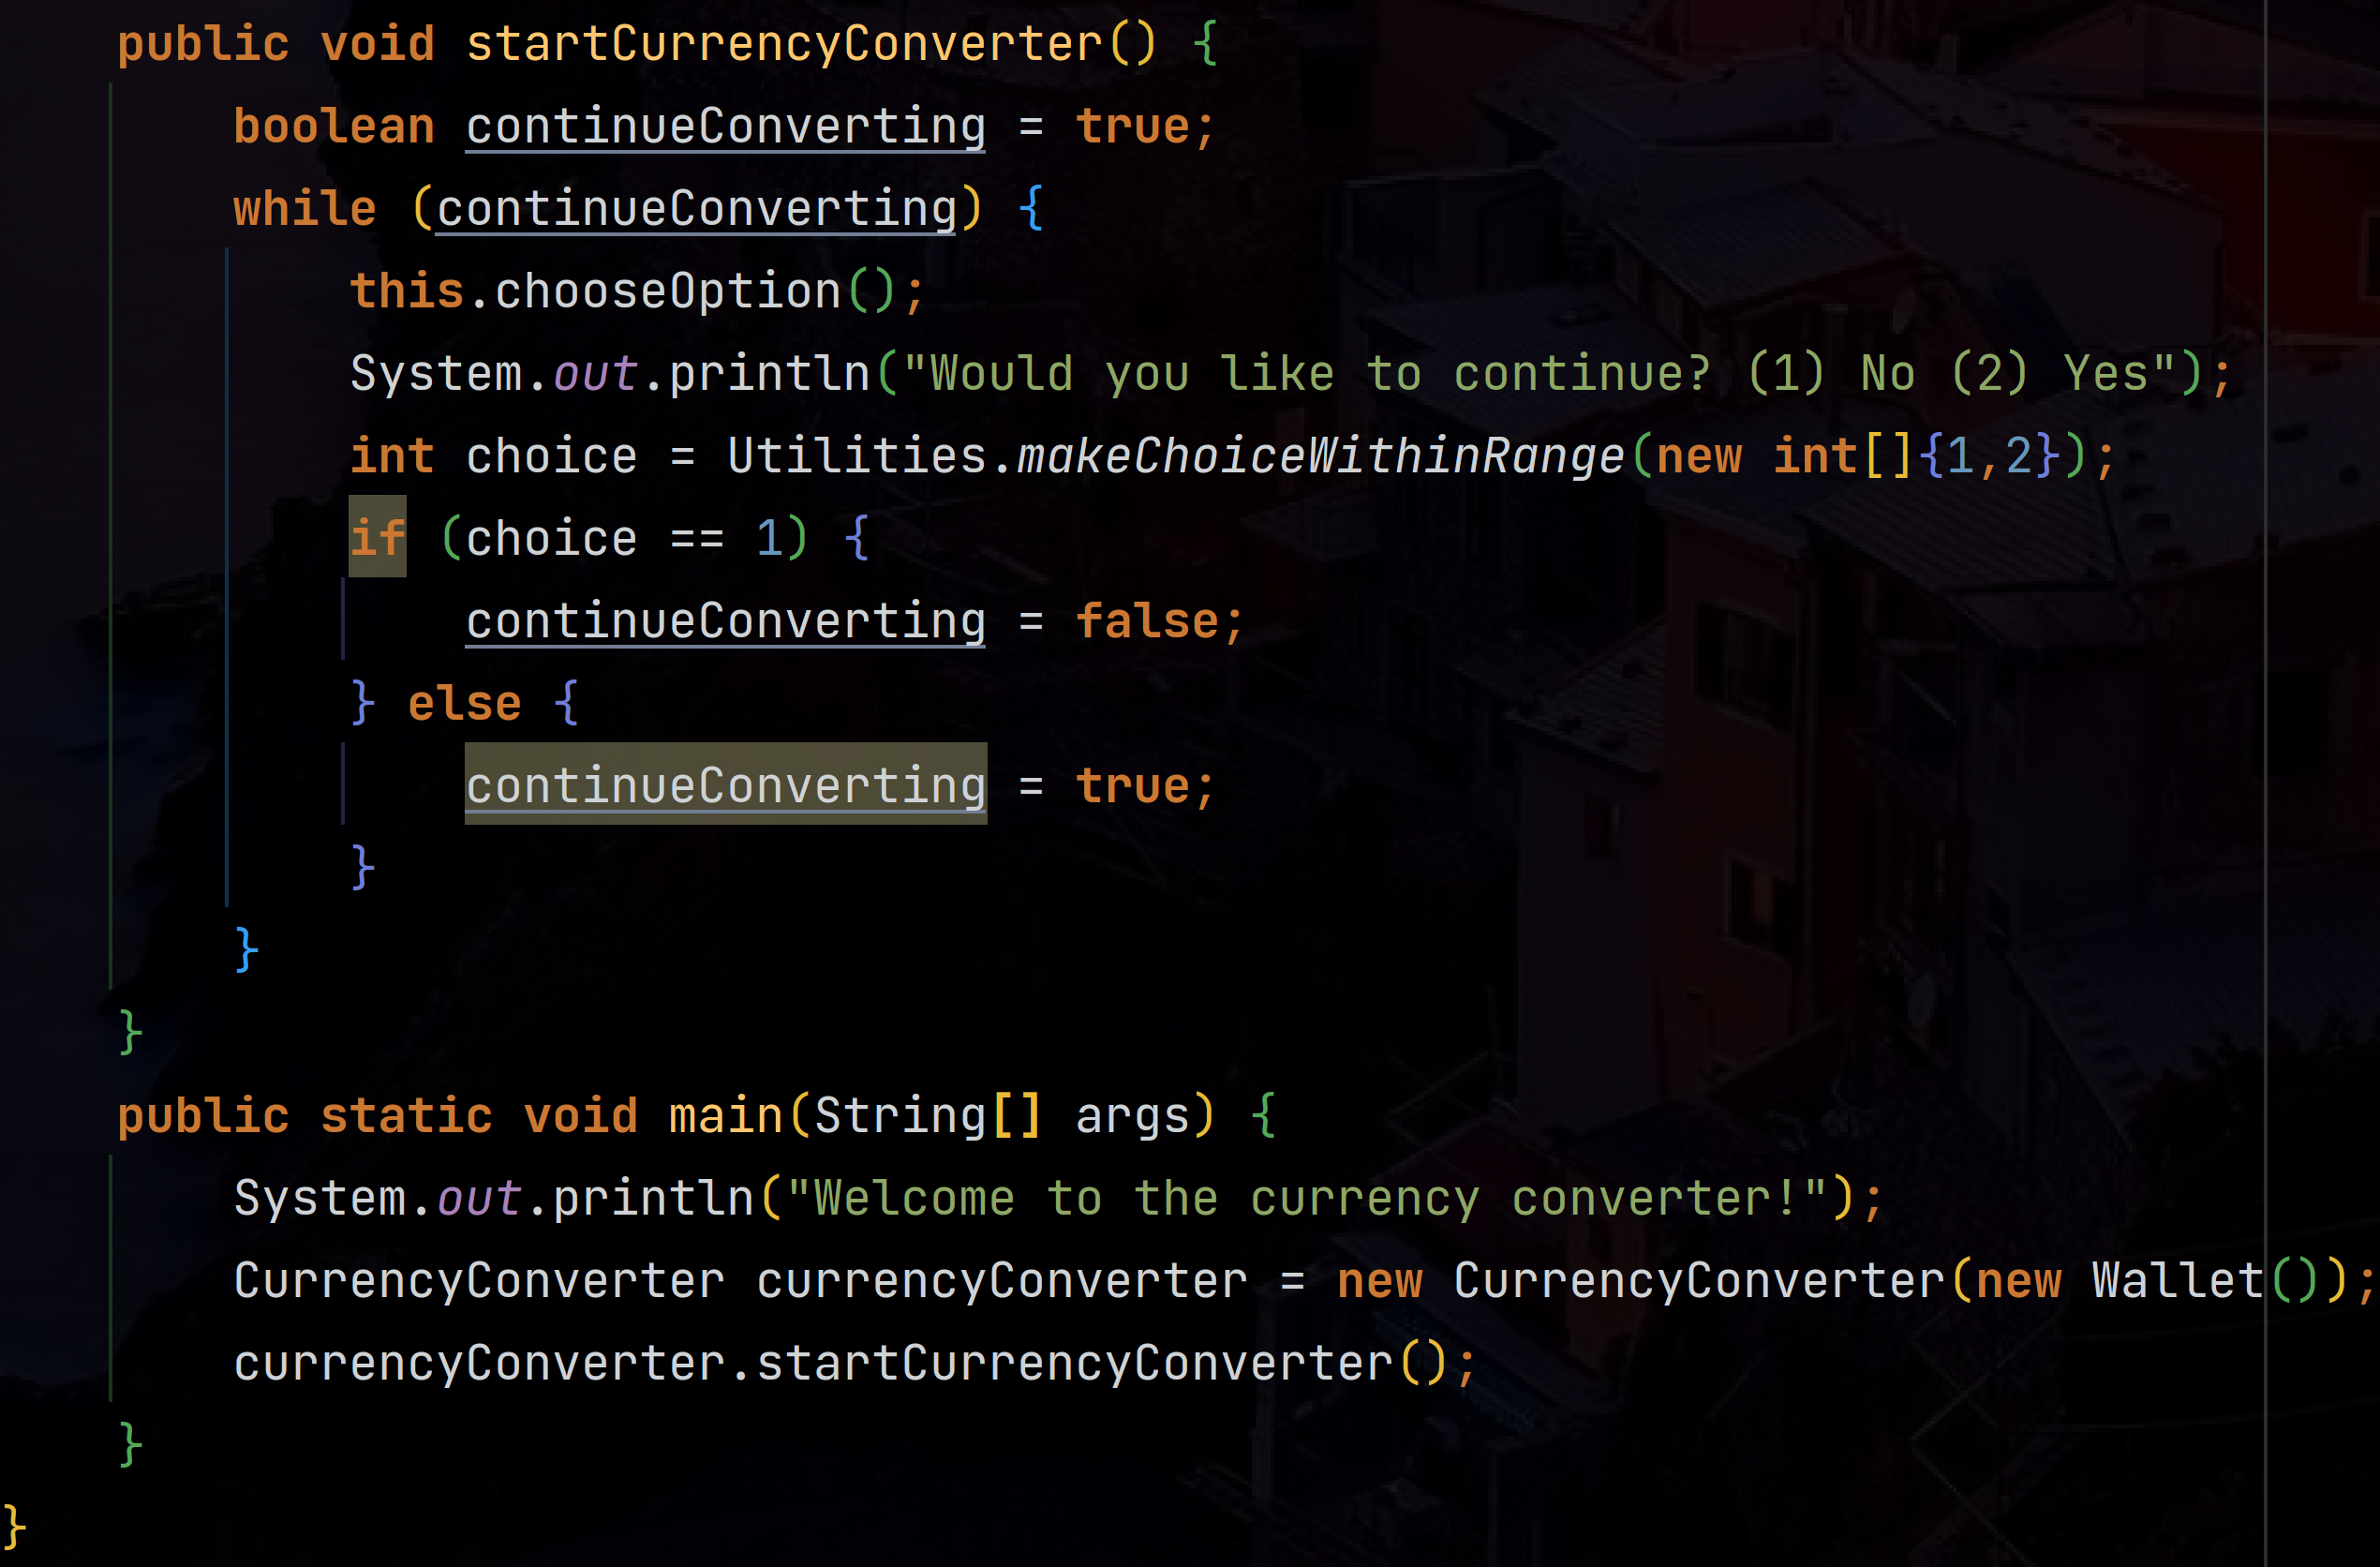 public void startCurrencyConverter() {
boolean continueConverting = true;
while (continueConverting) {
this.chooseOption();
System.out.println("Would you like to continue? (1) No (2) Yes");
int choice = Utilities.makeChoiceWithinRange(new int[]{1,2});
if (choice == 1) {
continueConverting = false;
} else {
continueConverting = true;
}
}
}
public static void main(String[] args) {
System.out.println("Welcome to the currency converter!");
CurrencyConverter currencyConverter = new CurrencyConverter(new Wallet());
currencyConverter.startCurrencyConverter();
}
}